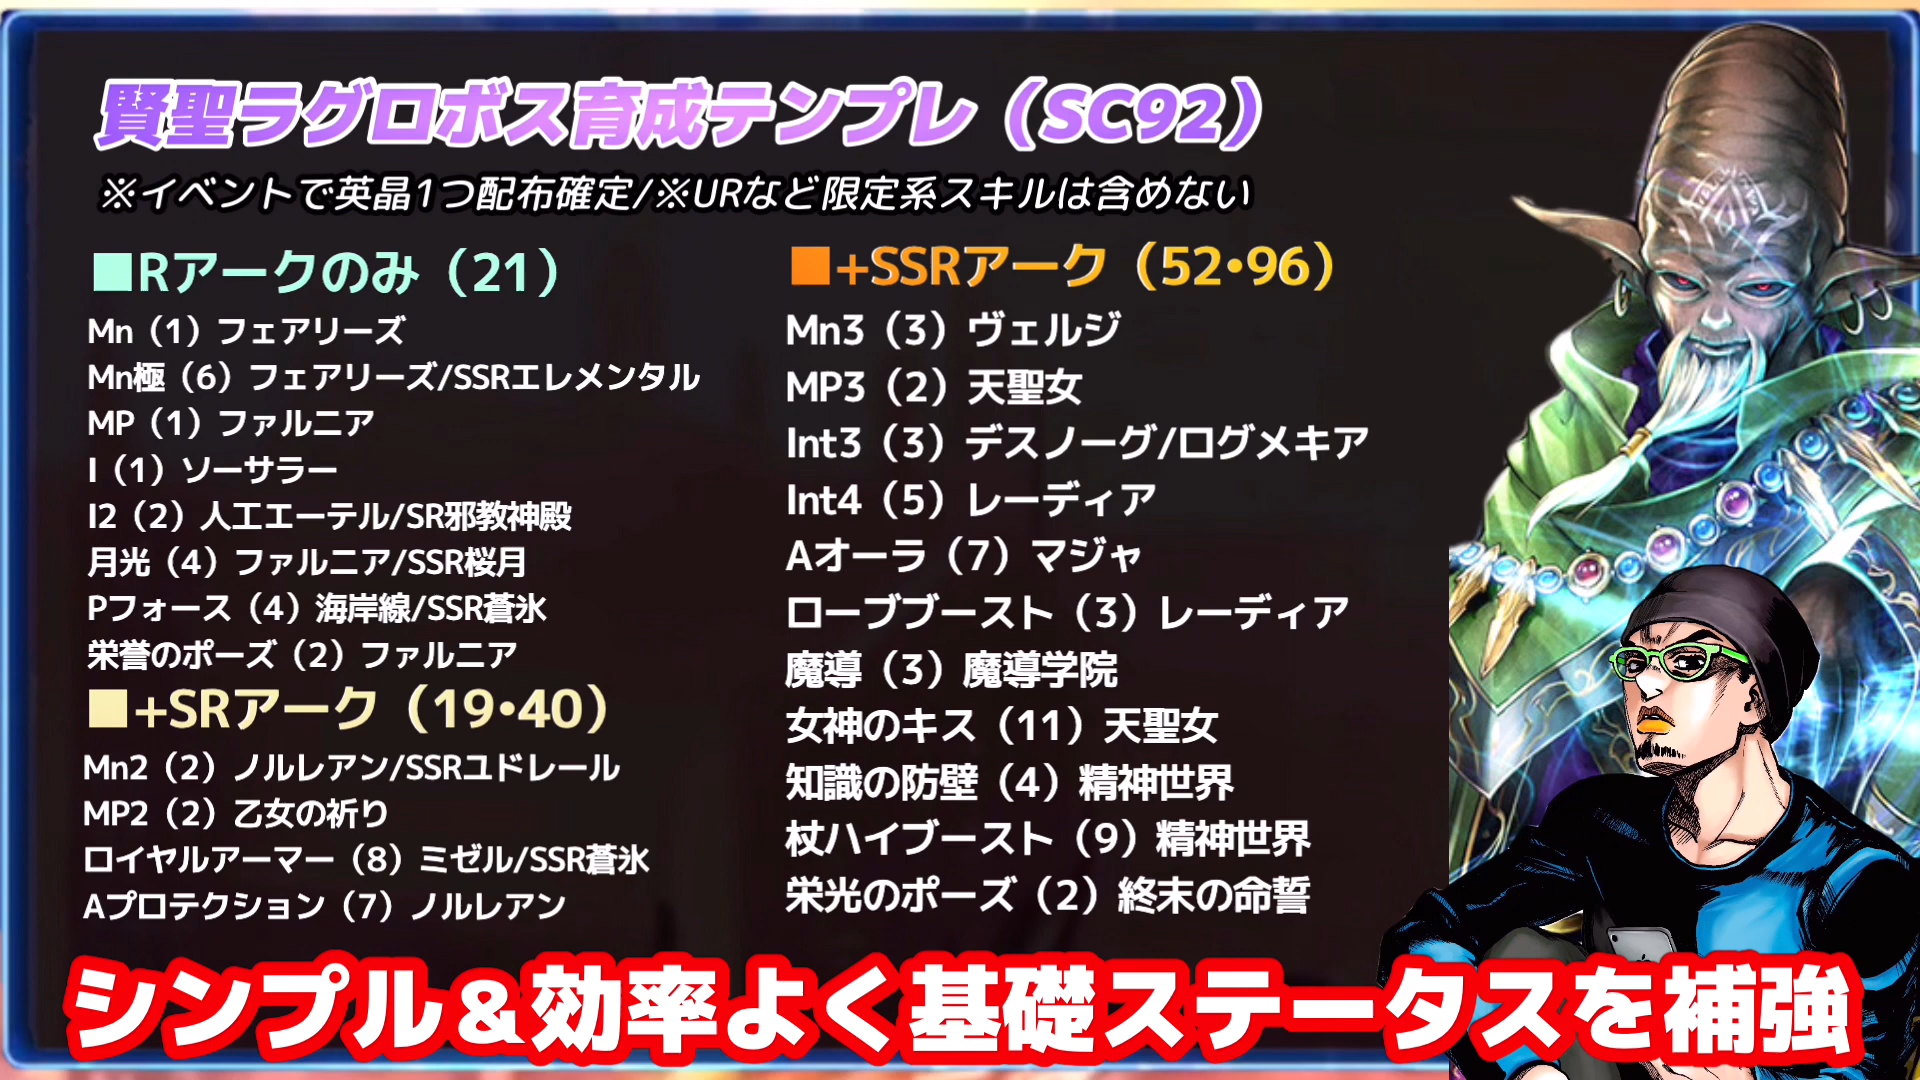 賢聖ラグロボス育成テンプレ（SC92）
※イベントで英晶1つ配布確定/※URなど限定系スキルは含めない
■Rアークのみ（21）
Mn（1）フェアリーズ
Mn極（6）フェアリーズ/SSRエレメンタル
MP（1）ファルニア
I（1）ソーサラー
I2（2）人工エーテル/SR邪教神殿
月光（4）ファルニア/SSR桜月
Pフォース（4）海岸線/SSR蒼氷
栄誉のポーズ（2）ファルニア
■+SRアーク（19・40）
Mn2（2）ノルレアン/SSRユドレール
MP2（2）乙女の祈り
ロイヤルアーマー（8）ミゼル/SSR蒼氷
Aプロテクション（7）ノルレアン
■+SSRアーク（52・96）
Mn3（3）ヴェルジ
MP3（2）天聖女
Int3（3）デスノーグ/ログメキア
Int4（5）レーディア
Aオーラ（7）マジャ
ローブブースト（3）レーディア
魔導（3）魔導学院
女神のキス（11）天聖女
知識の防壁（4）精神世界
杖ハイブースト（9）精神世界
栄光のポーズ（2）終末の命誓
シンプル＆効率よく基礎ステータスを補強